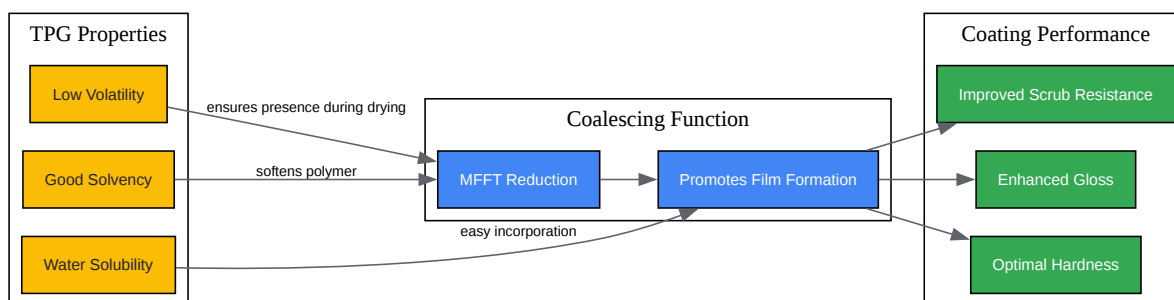 TPG Properties
Low Volatility
Good Solvency
Water Solubility
ensures presence during drying
softens polymer
easy incorporation
Coalescing Function
MFFT Reduction
Promotes Film Formation
Coating Performance
Improved Scrub Resistance
Enhanced Gloss
Optimal Hardness